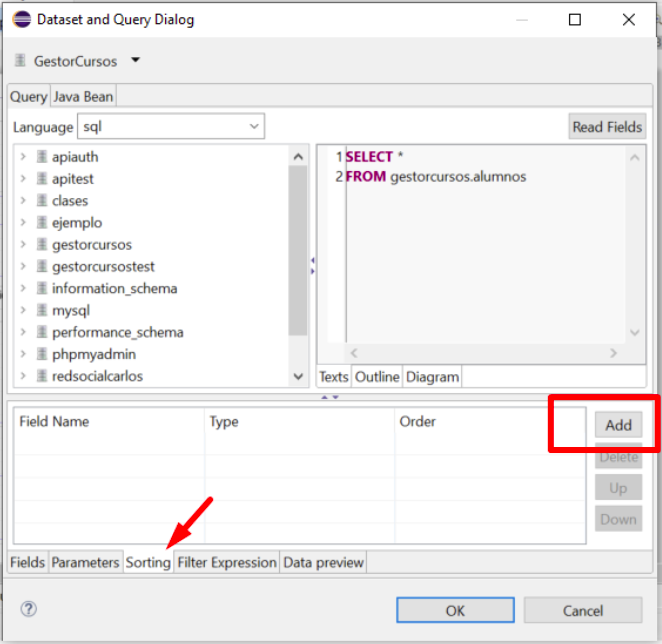 Dataset and Query Dialog
GestorCursos
Query Java Bean
Language sql Read Fields
apiauth
apitest
clases
ejemplo
gestorcursos
gestorcursostest
information_schema
mysql
performance_schema
phpmyadmin
redsocialcarlos
1 SELECT *
2 FROM gestorcursos.alumnos
Texts Outline Diagram
Field Name Type Order
Add
Delete
Up
Down
Fields Parameters Sorting Filter Expression Data preview
? OK Cancel